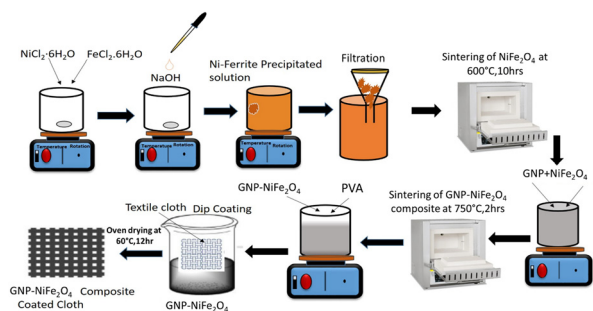 NiCl₂·6H₂O
FeCl₂.6H₂O
NaOH
Ni-Ferrite Precipitated
solution
Filtration
Sintering of NiFe₂O₄ at
600°C,10hrs
Temperature
Rotation
Temperature
Rotation
Temperature
Rotation
GNP+NiFe₂O₄
Sintering of GNP-NiFe₂O₄
composite at 750°C,2hrs
GNP-NiFe₂O₄
PVA
Textile cloth
Dip Coating
GNP-NiFe₂O₄
Oven drying at
60°C,12hr
GNP-NiFe₂O₄ Composite
Coated Cloth